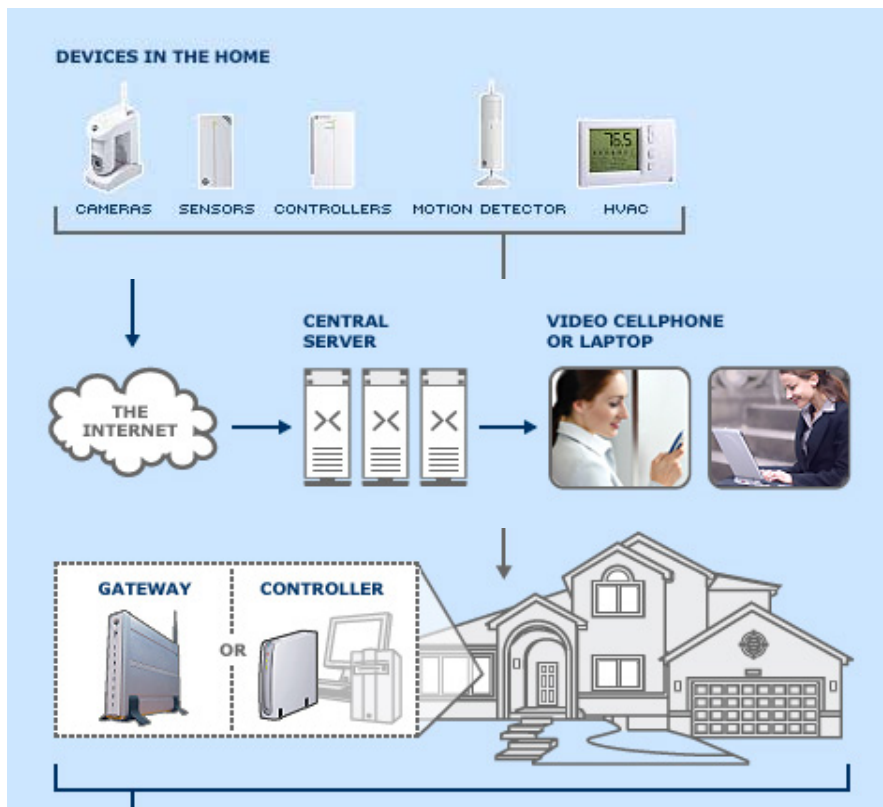 DEVICES IN THE HOME
76.5
CAMERAS SENSORS CONTROLLERS MOTION DETECTOR HVAC
CENTRAL
SERVER
VIDEO CELLPHONE
OR LAPTOP
THE
INTERNET
GATEWAY
OR
CONTROLLER